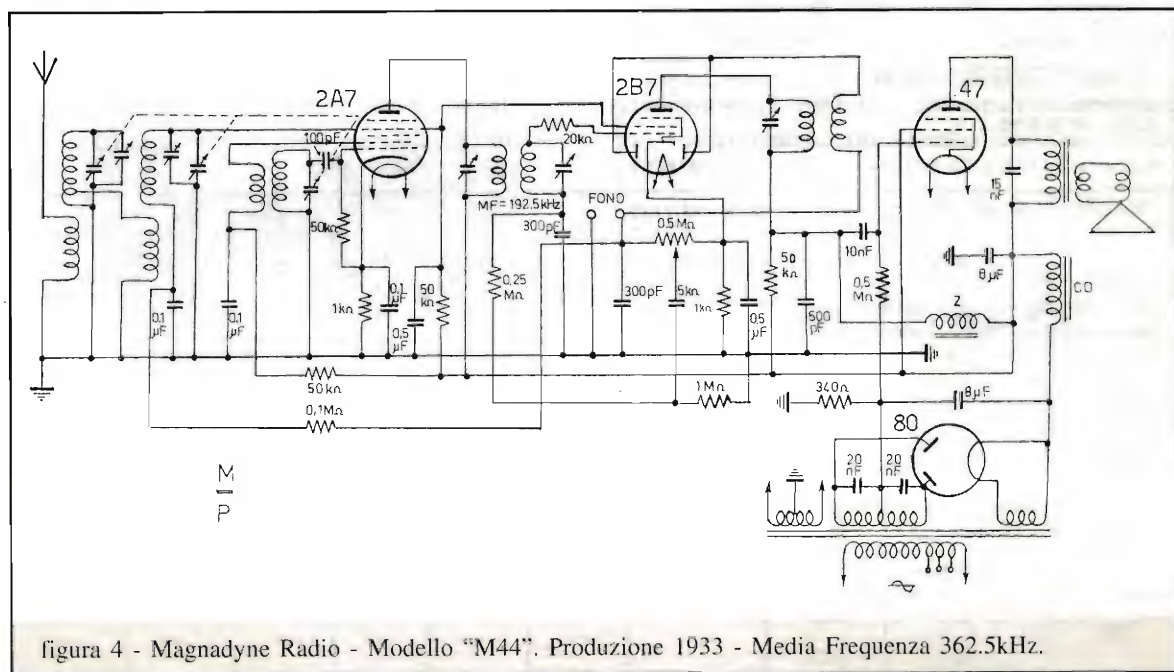 2A7
2B7
47
100pF
20kΩ
50kΩ
MF=192.5kHz
300pF
FONO
0.5MΩ
15
nF
10nF
8µF
CO
1kΩ
0,1
µF
0,5
µF
50
kΩ
0,25
MΩ
300pF
5kΩ
1kΩ
0,5
µF
50
kΩ
500
pF
0,5
MΩ
Z
0.1
µF
0.1
µF
50kΩ
0,1MΩ
1MΩ
340Ω
8µF
80
20
nF
20
nF
M
P
figura 4 - Magnadyne Radio - Modello "M44". Produzione 1933 - Media Frequenza 362.5kHz.